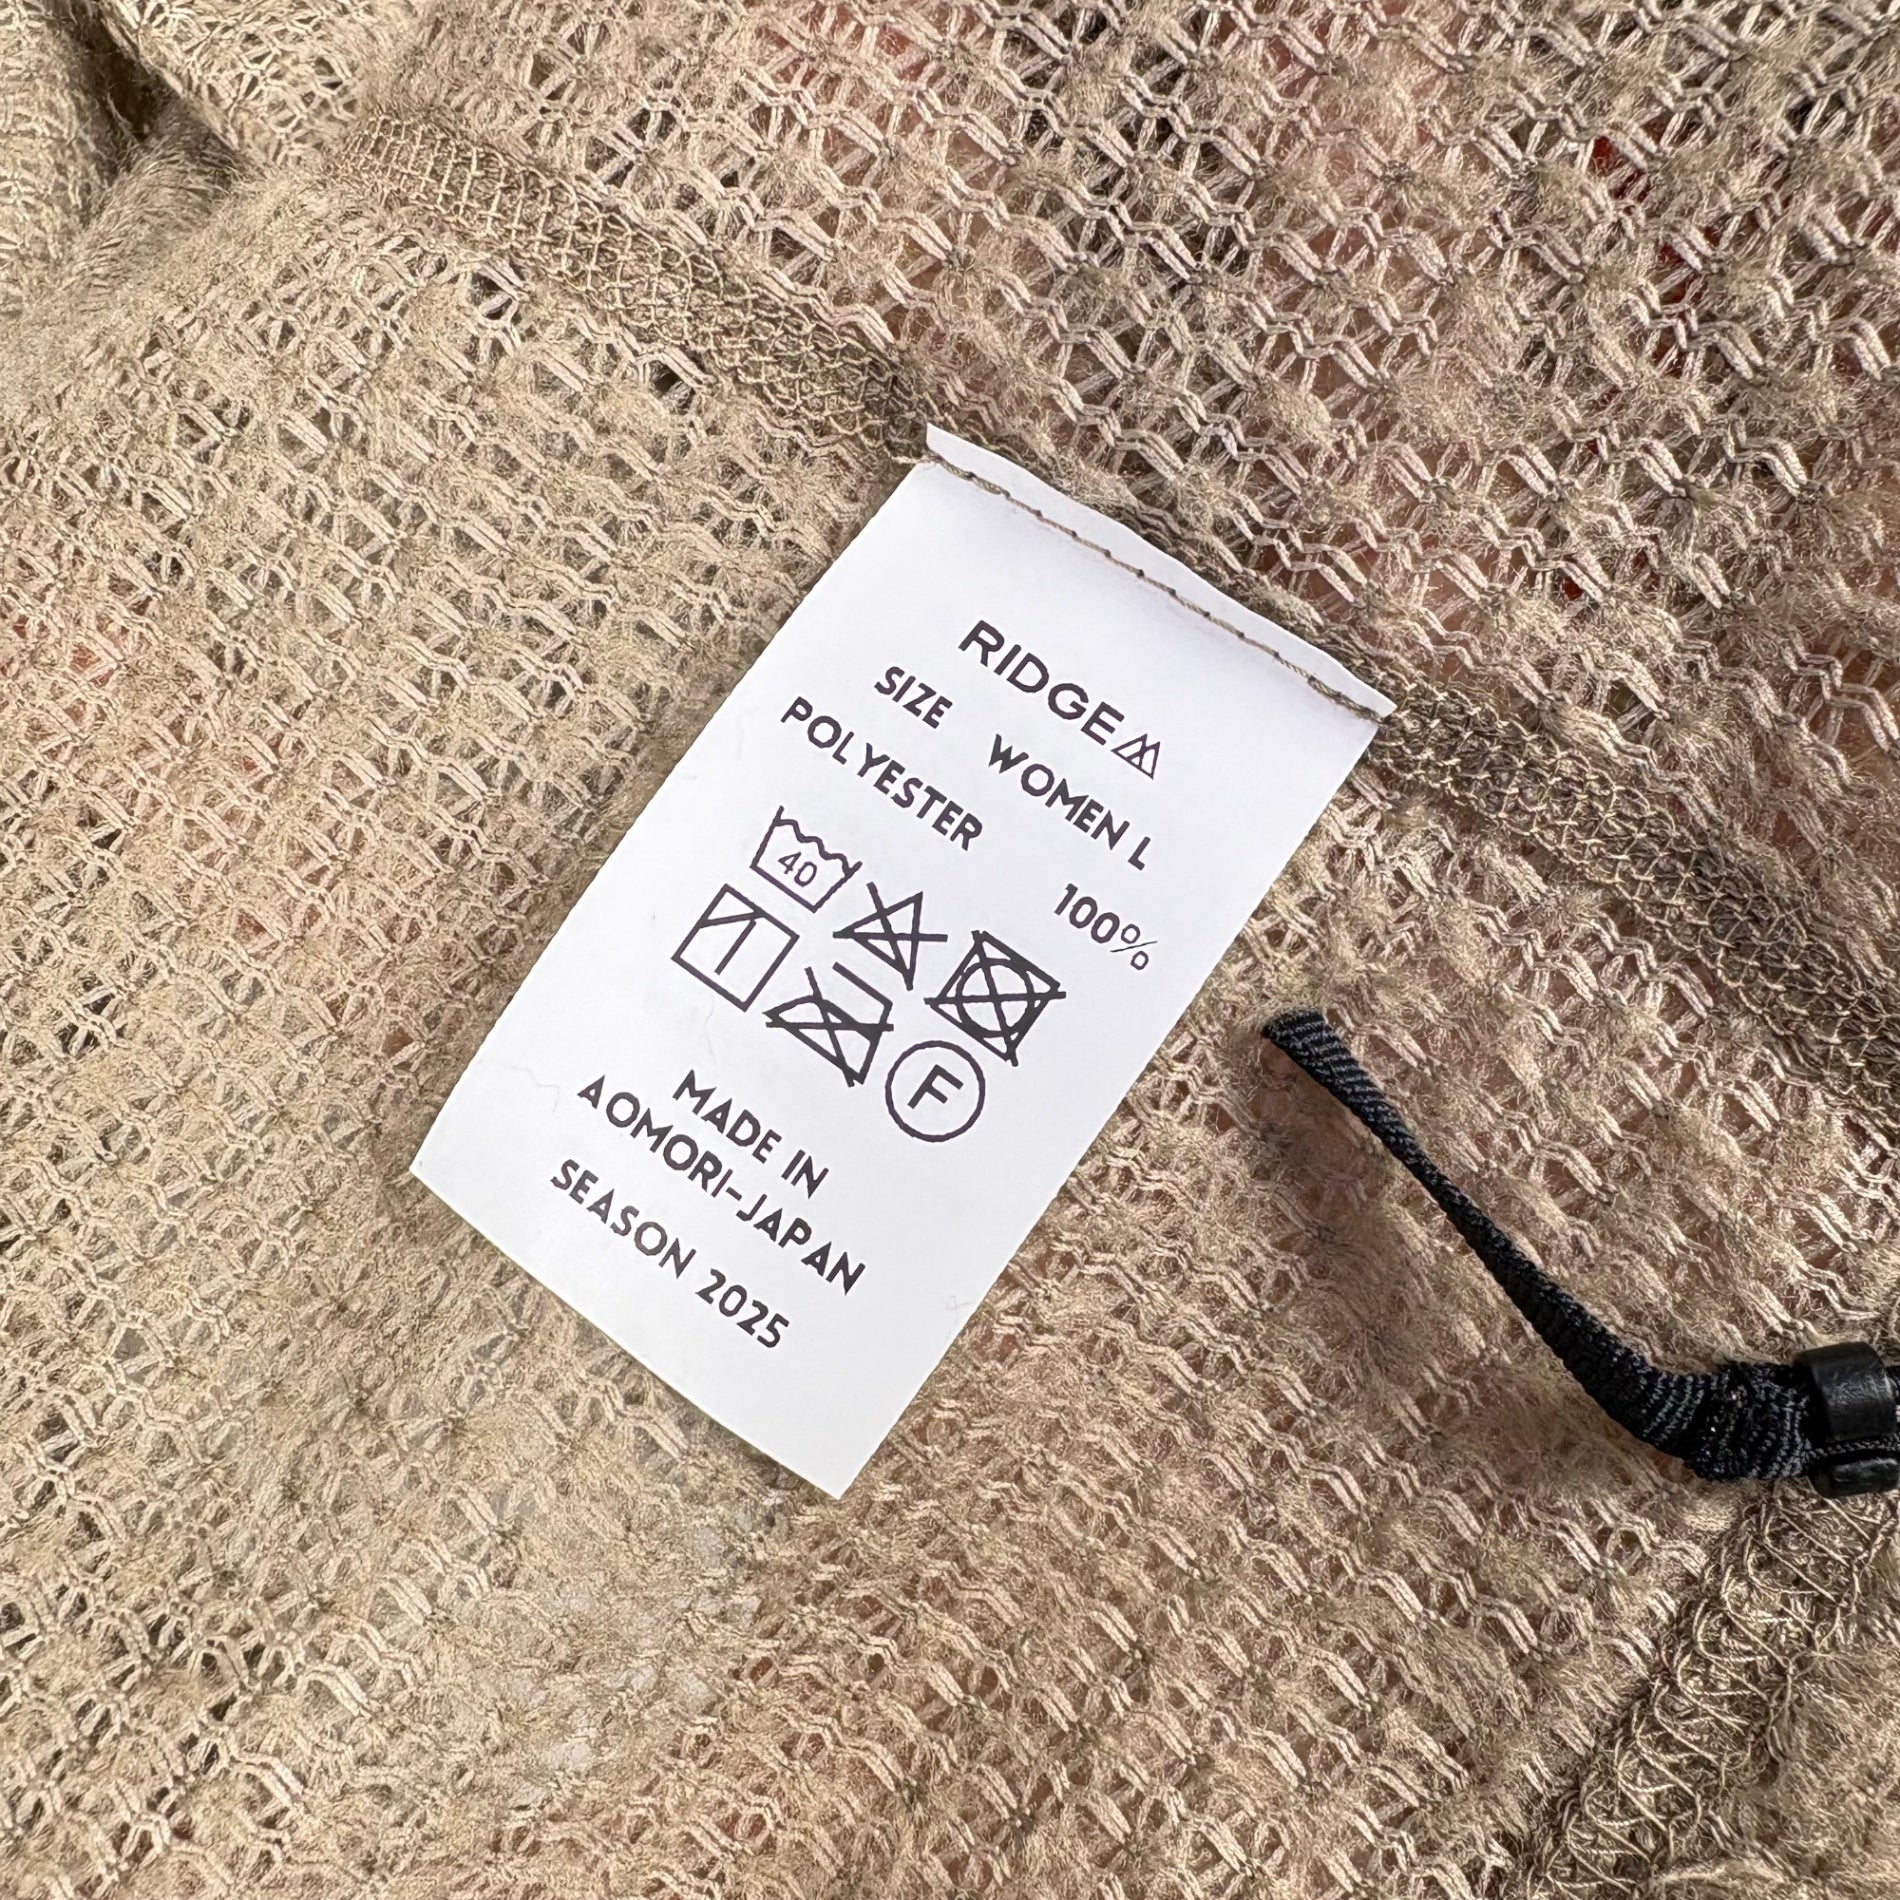 RIDGE
SIZE WOMEN L
POLYESTER 100%
40
F
MADE IN
AOMORI-JAPAN
SEASON 2025